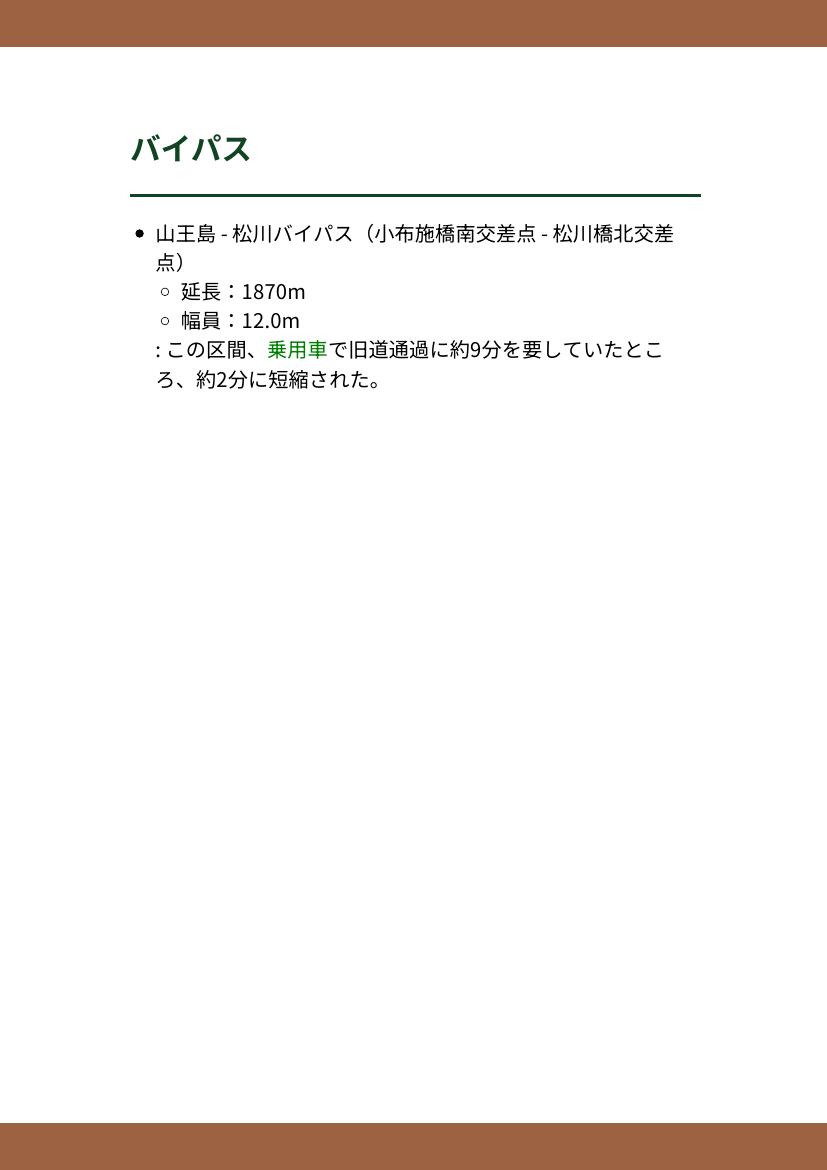 バイパス
山王島 - 松川バイパス（小布施橋南交差点 - 松川橋北交差
点）
延長：1870m
幅員：12.0m
: この区間、乗用車で旧道通過に約9分を要していたとこ
ろ、約2分に短縮された。